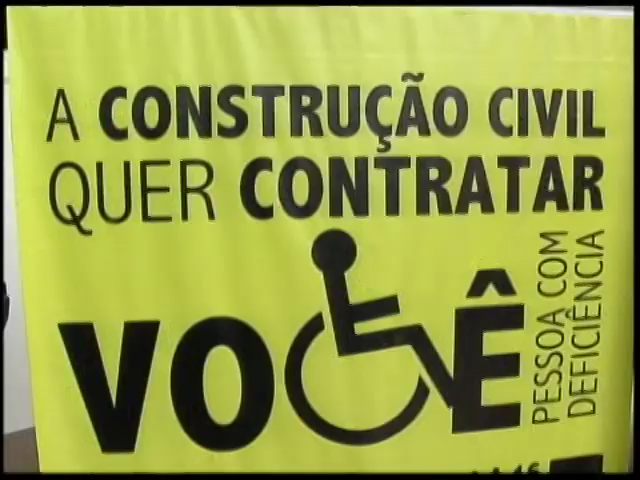 A CONSTRUÇÃO CIVIL
QUER CONTRATAR
VOCÊ
PESSOA COM
DEFICIÊNCIA